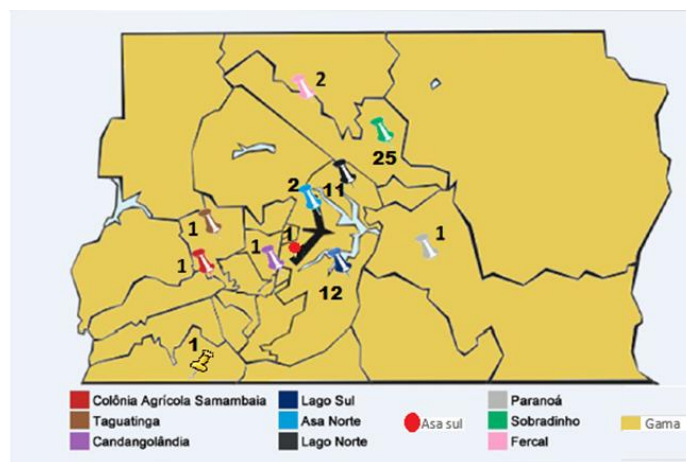 2
25
2 11
1
1
1
1
1
12
1
Colônia Agrícola Samambaia
Taguatinga
Candangolândia
Lago Sul
Asa Norte
Lago Norte
Asa sul
Paranoá
Sobradinho
Fercal
Gama